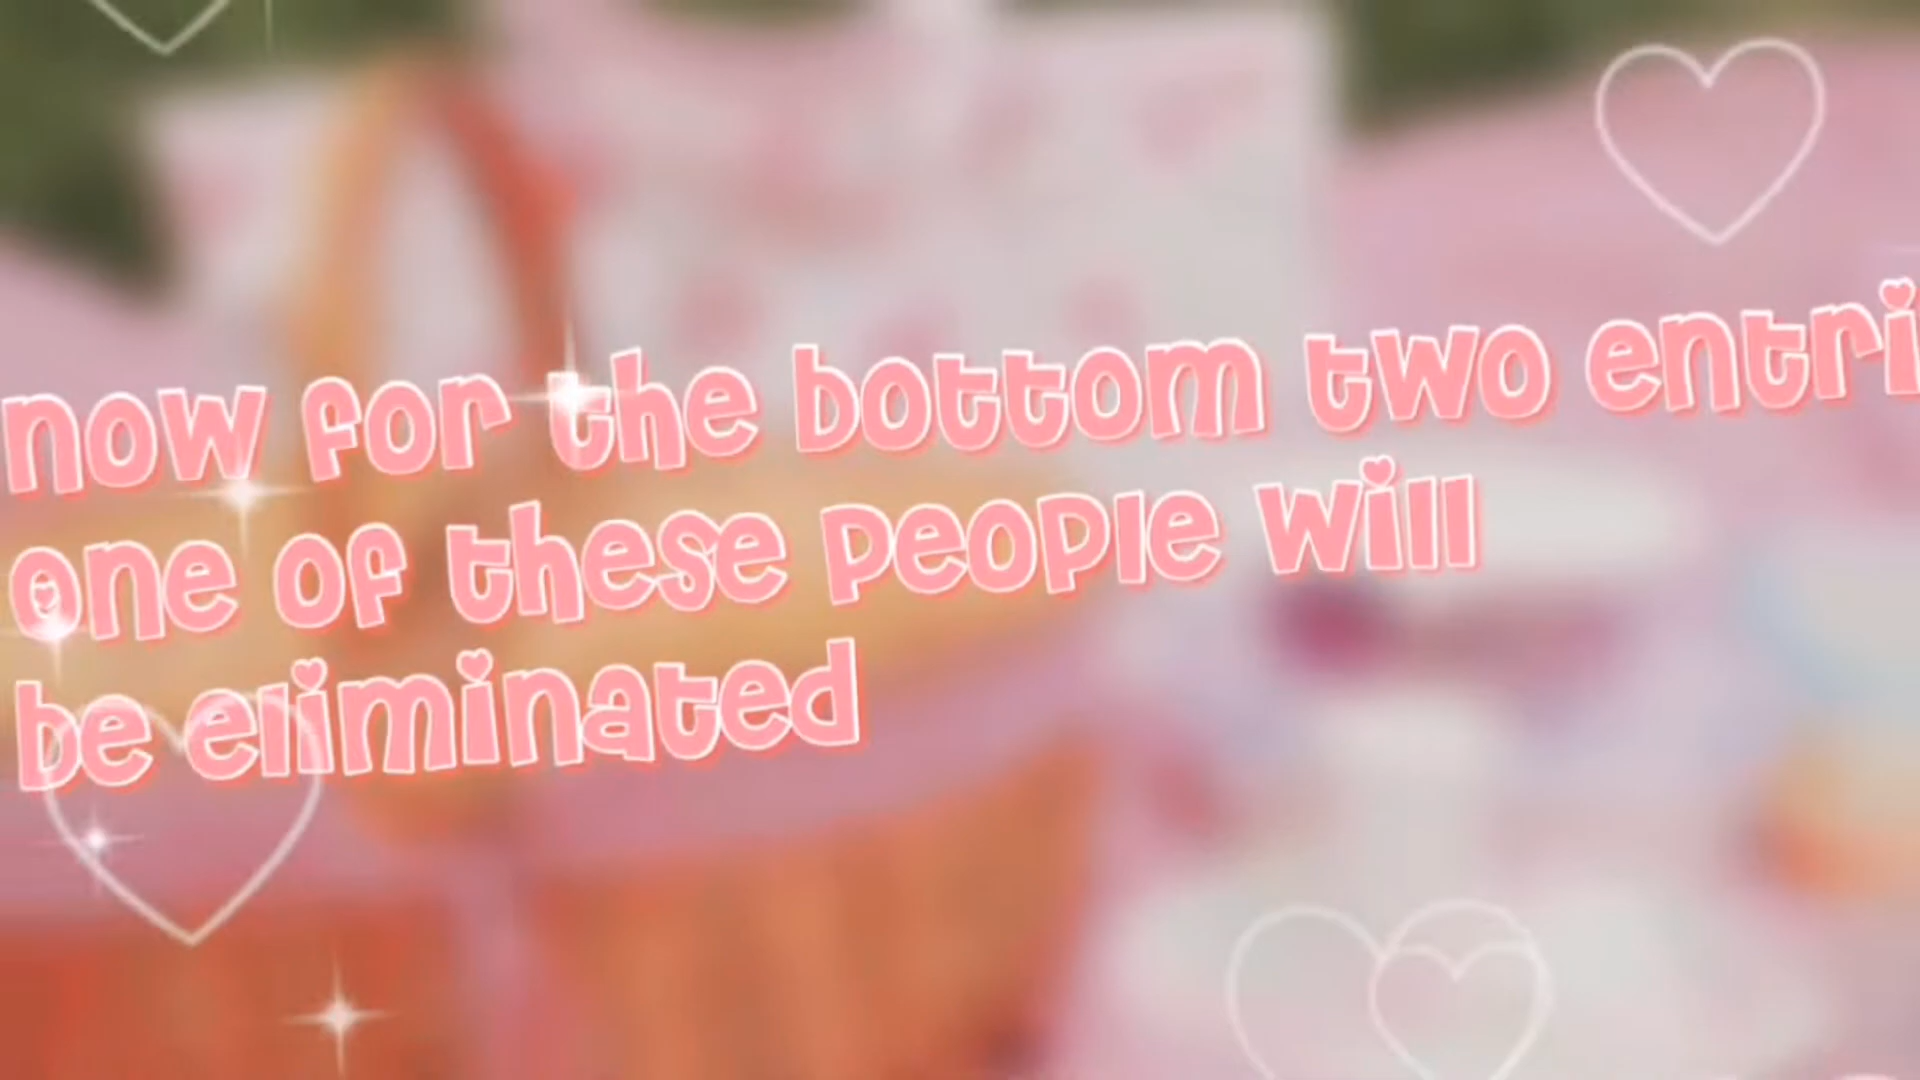 now for the bottom two entri
one of these people will
be eliminated